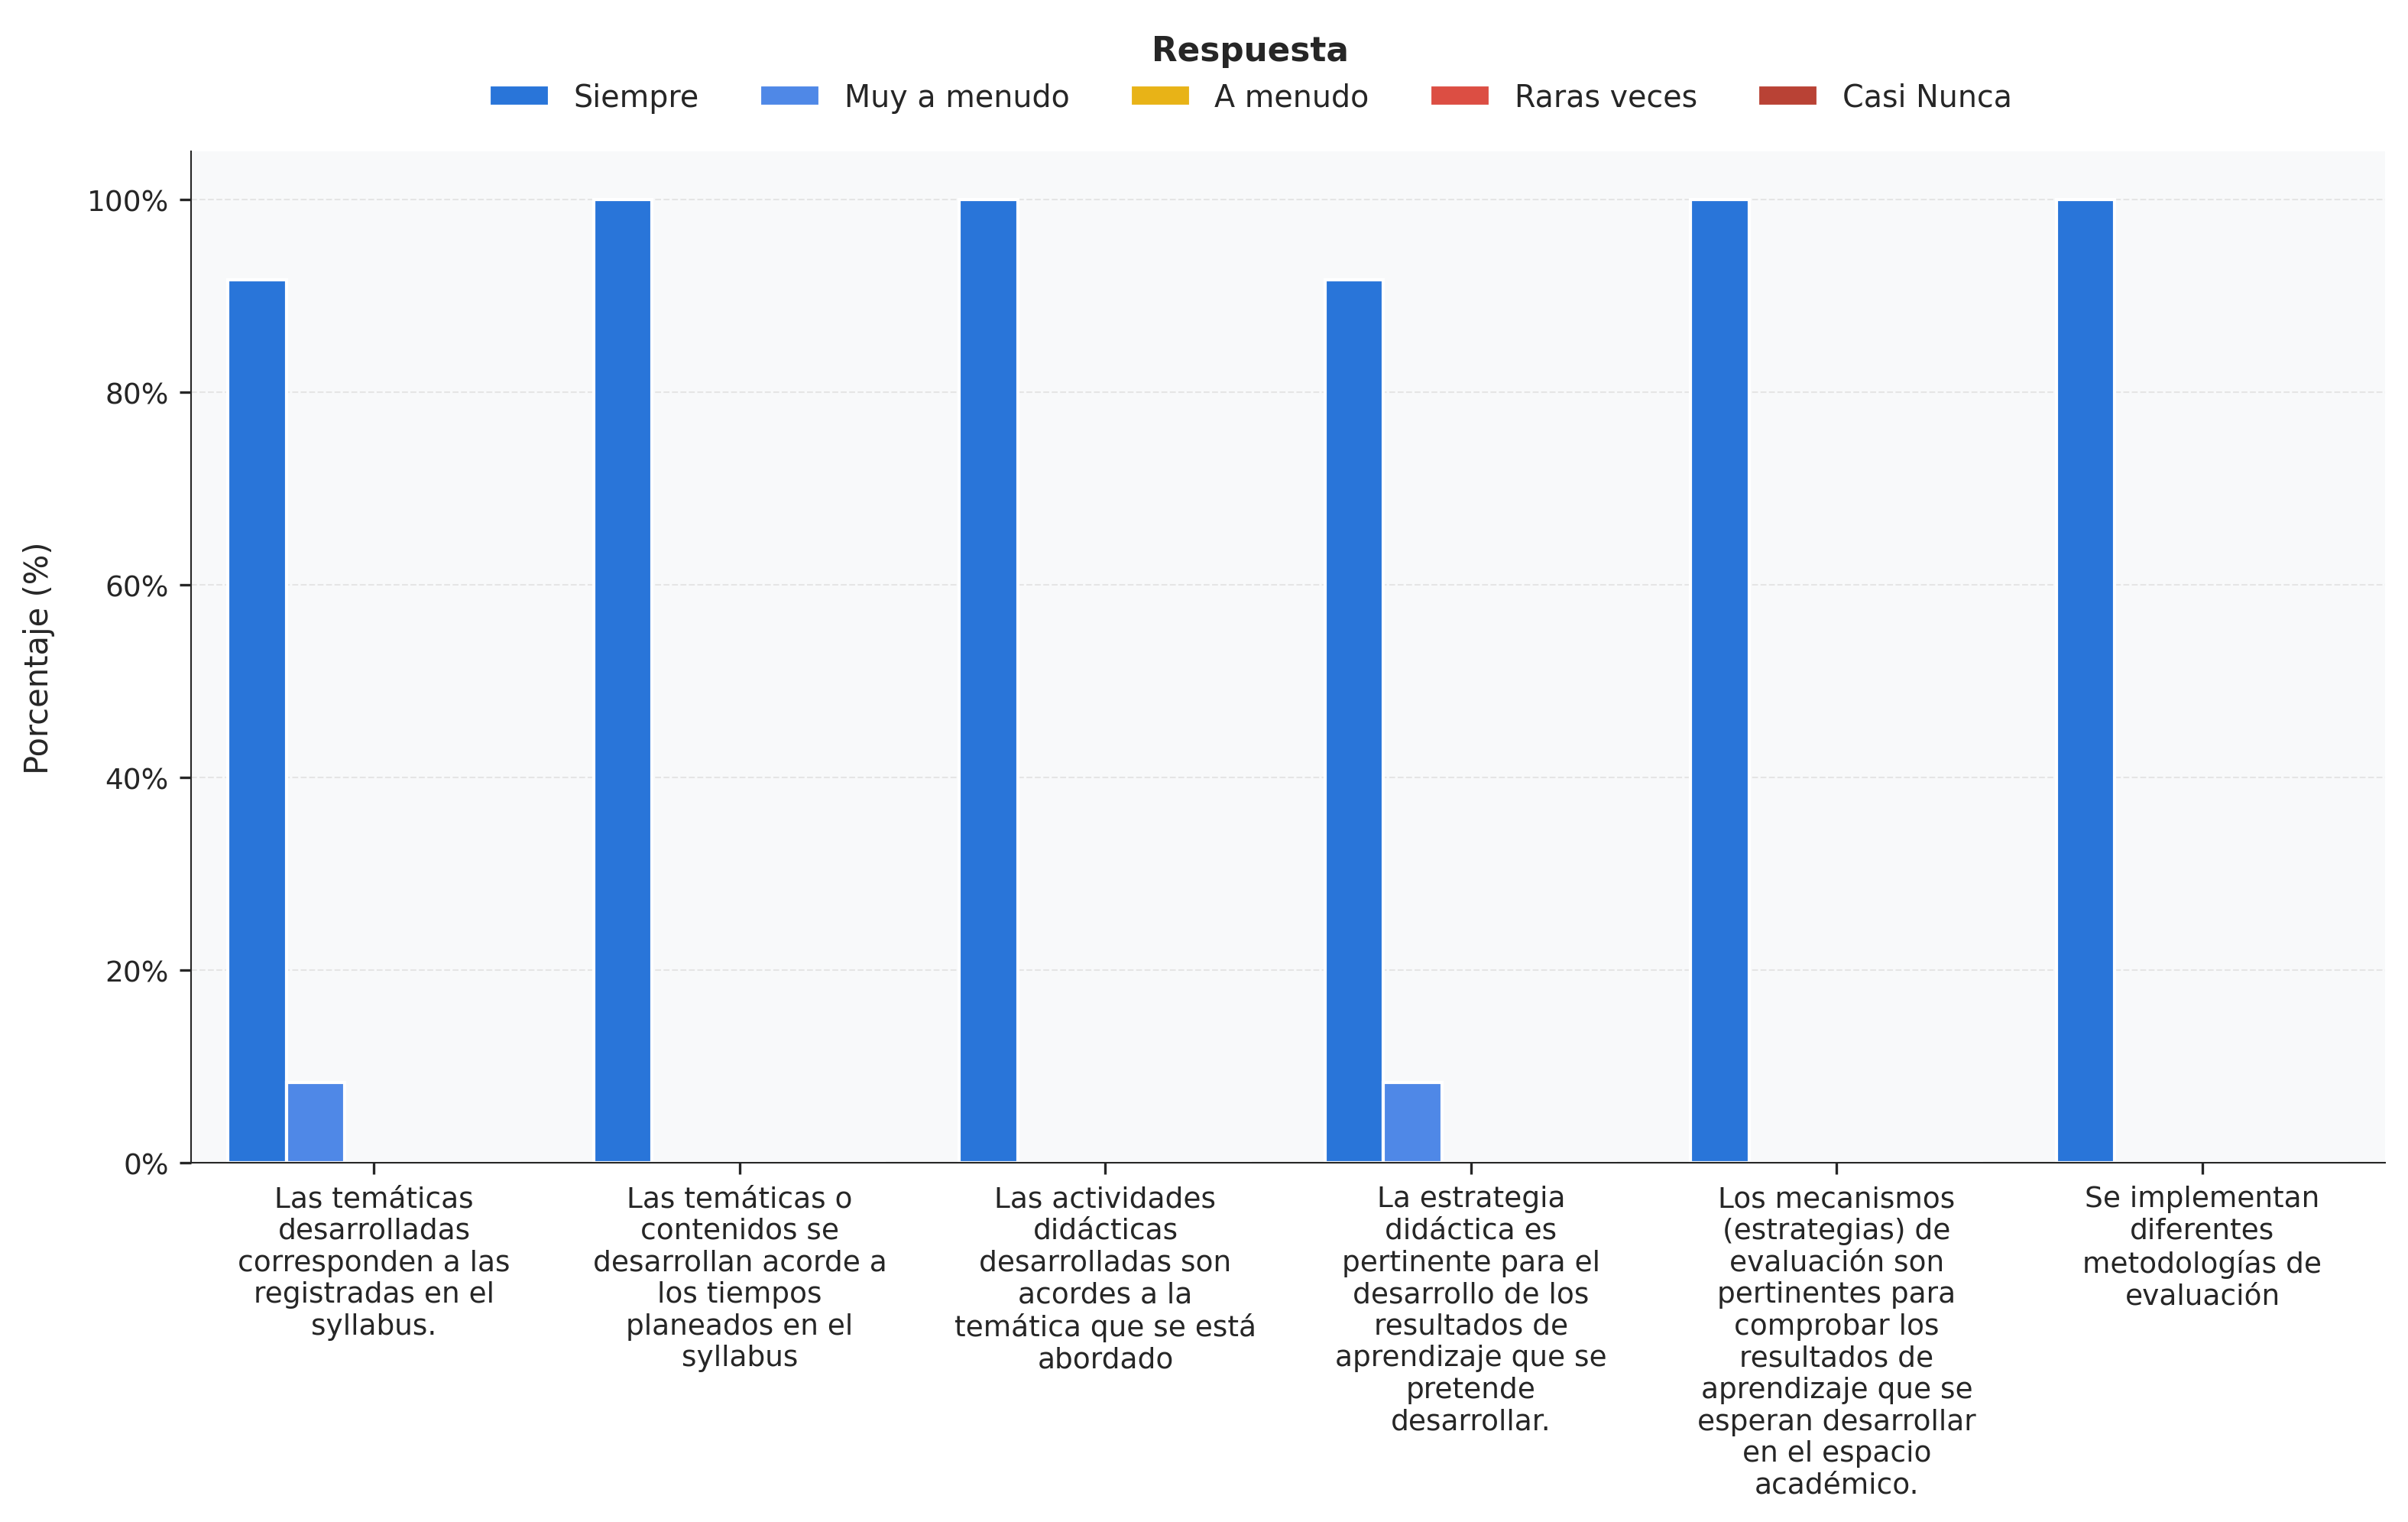 Respuesta
Siempre
Muy a menudo
A menudo
Raras veces
Casi Nunca
Porcentaje (%)
100%
80%
60%
40%
20%
0%
Las temáticas
desarrolladas
corresponden a las
registradas en el
syllabus.
Las temáticas o
contenidos se
desarrollan acorde a
los tiempos
planeados en el
syllabus
Las actividades
didácticas
desarrolladas son
acordes a la
temática que se está
abordado
La estrategia
didáctica es
pertinente para el
desarrollo de los
resultados de
aprendizaje que se
pretende
desarrollar.
Los mecanismos
(estrategias) de
evaluación son
pertinentes para
comprobar los
resultados de
aprendizaje que se
esperan desarrollar
en el espacio
académico.
Se implementan
diferentes
metodologías de
evaluación